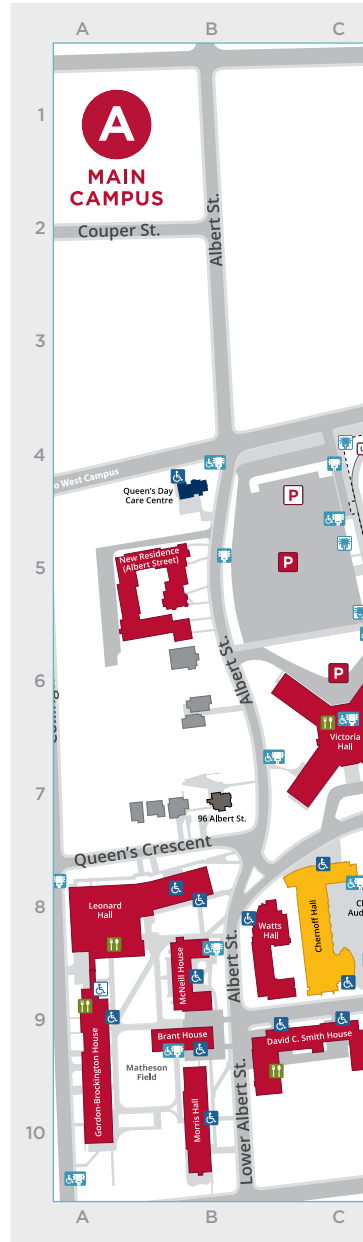 A
B
C
1
A
MAIN
CAMPUS
2
Couper St.
Albert St.
3
4
o West Campus
Queen's Day
Care Centre
P
5
New Residence
(Albert Street)
P
6
Albert St.
P
Victoria
Hall
7
96 Albert St.
Queen's Crescent
8
Leonard
Hall
Watts
Hall
Chernoff Hall
McNeill House
Albert St.
9
Gordon-Brockington House
Brant House
David C. Smith House
Matheson
Field
Morris Hall
Lower Albert St.
10
A
B
C